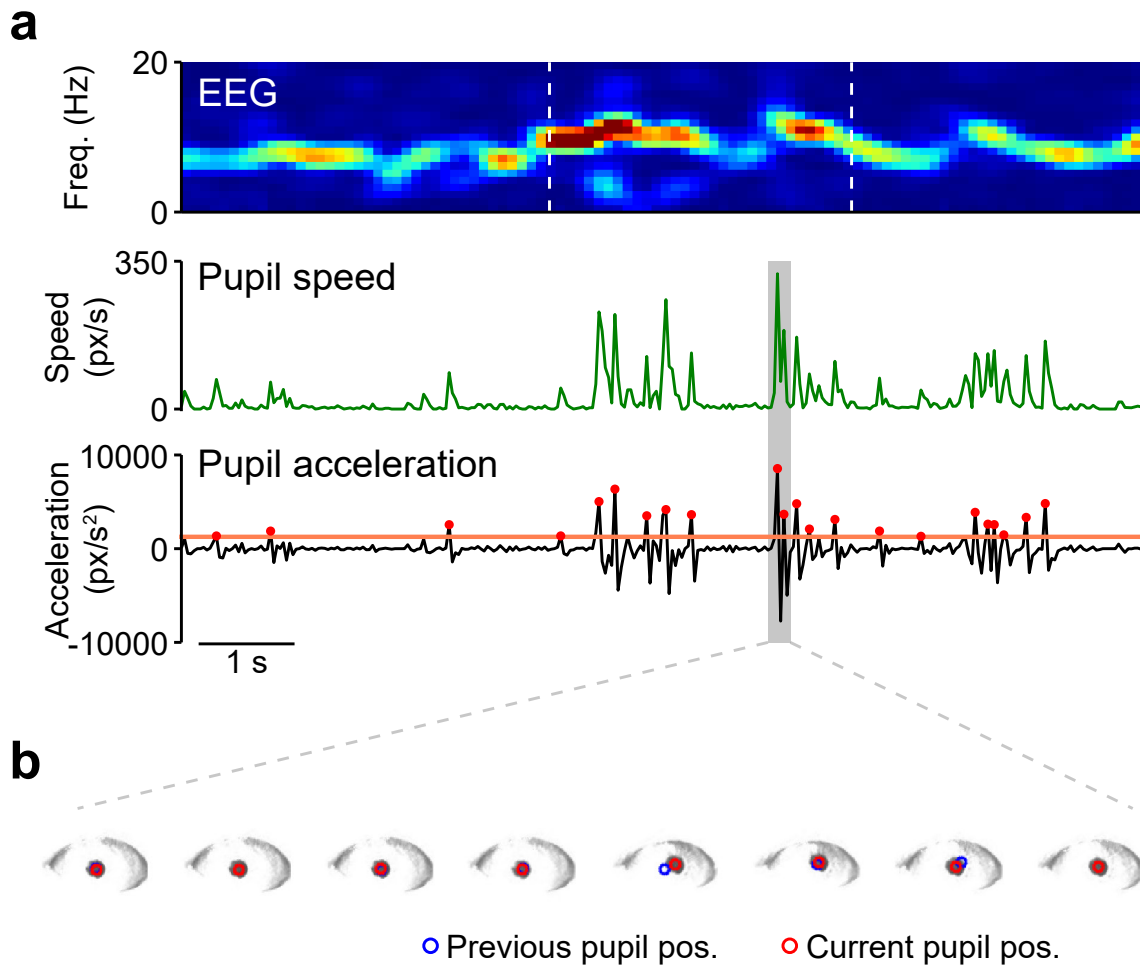 a
20
EEG
Freq. (Hz)
0
350
Pupil speed
Speed
(px/s)
0
10000
Pupil acceleration
Acceleration
(px/s²)
0
-10000
1 s
b
Previous pupil pos.
Current pupil pos.